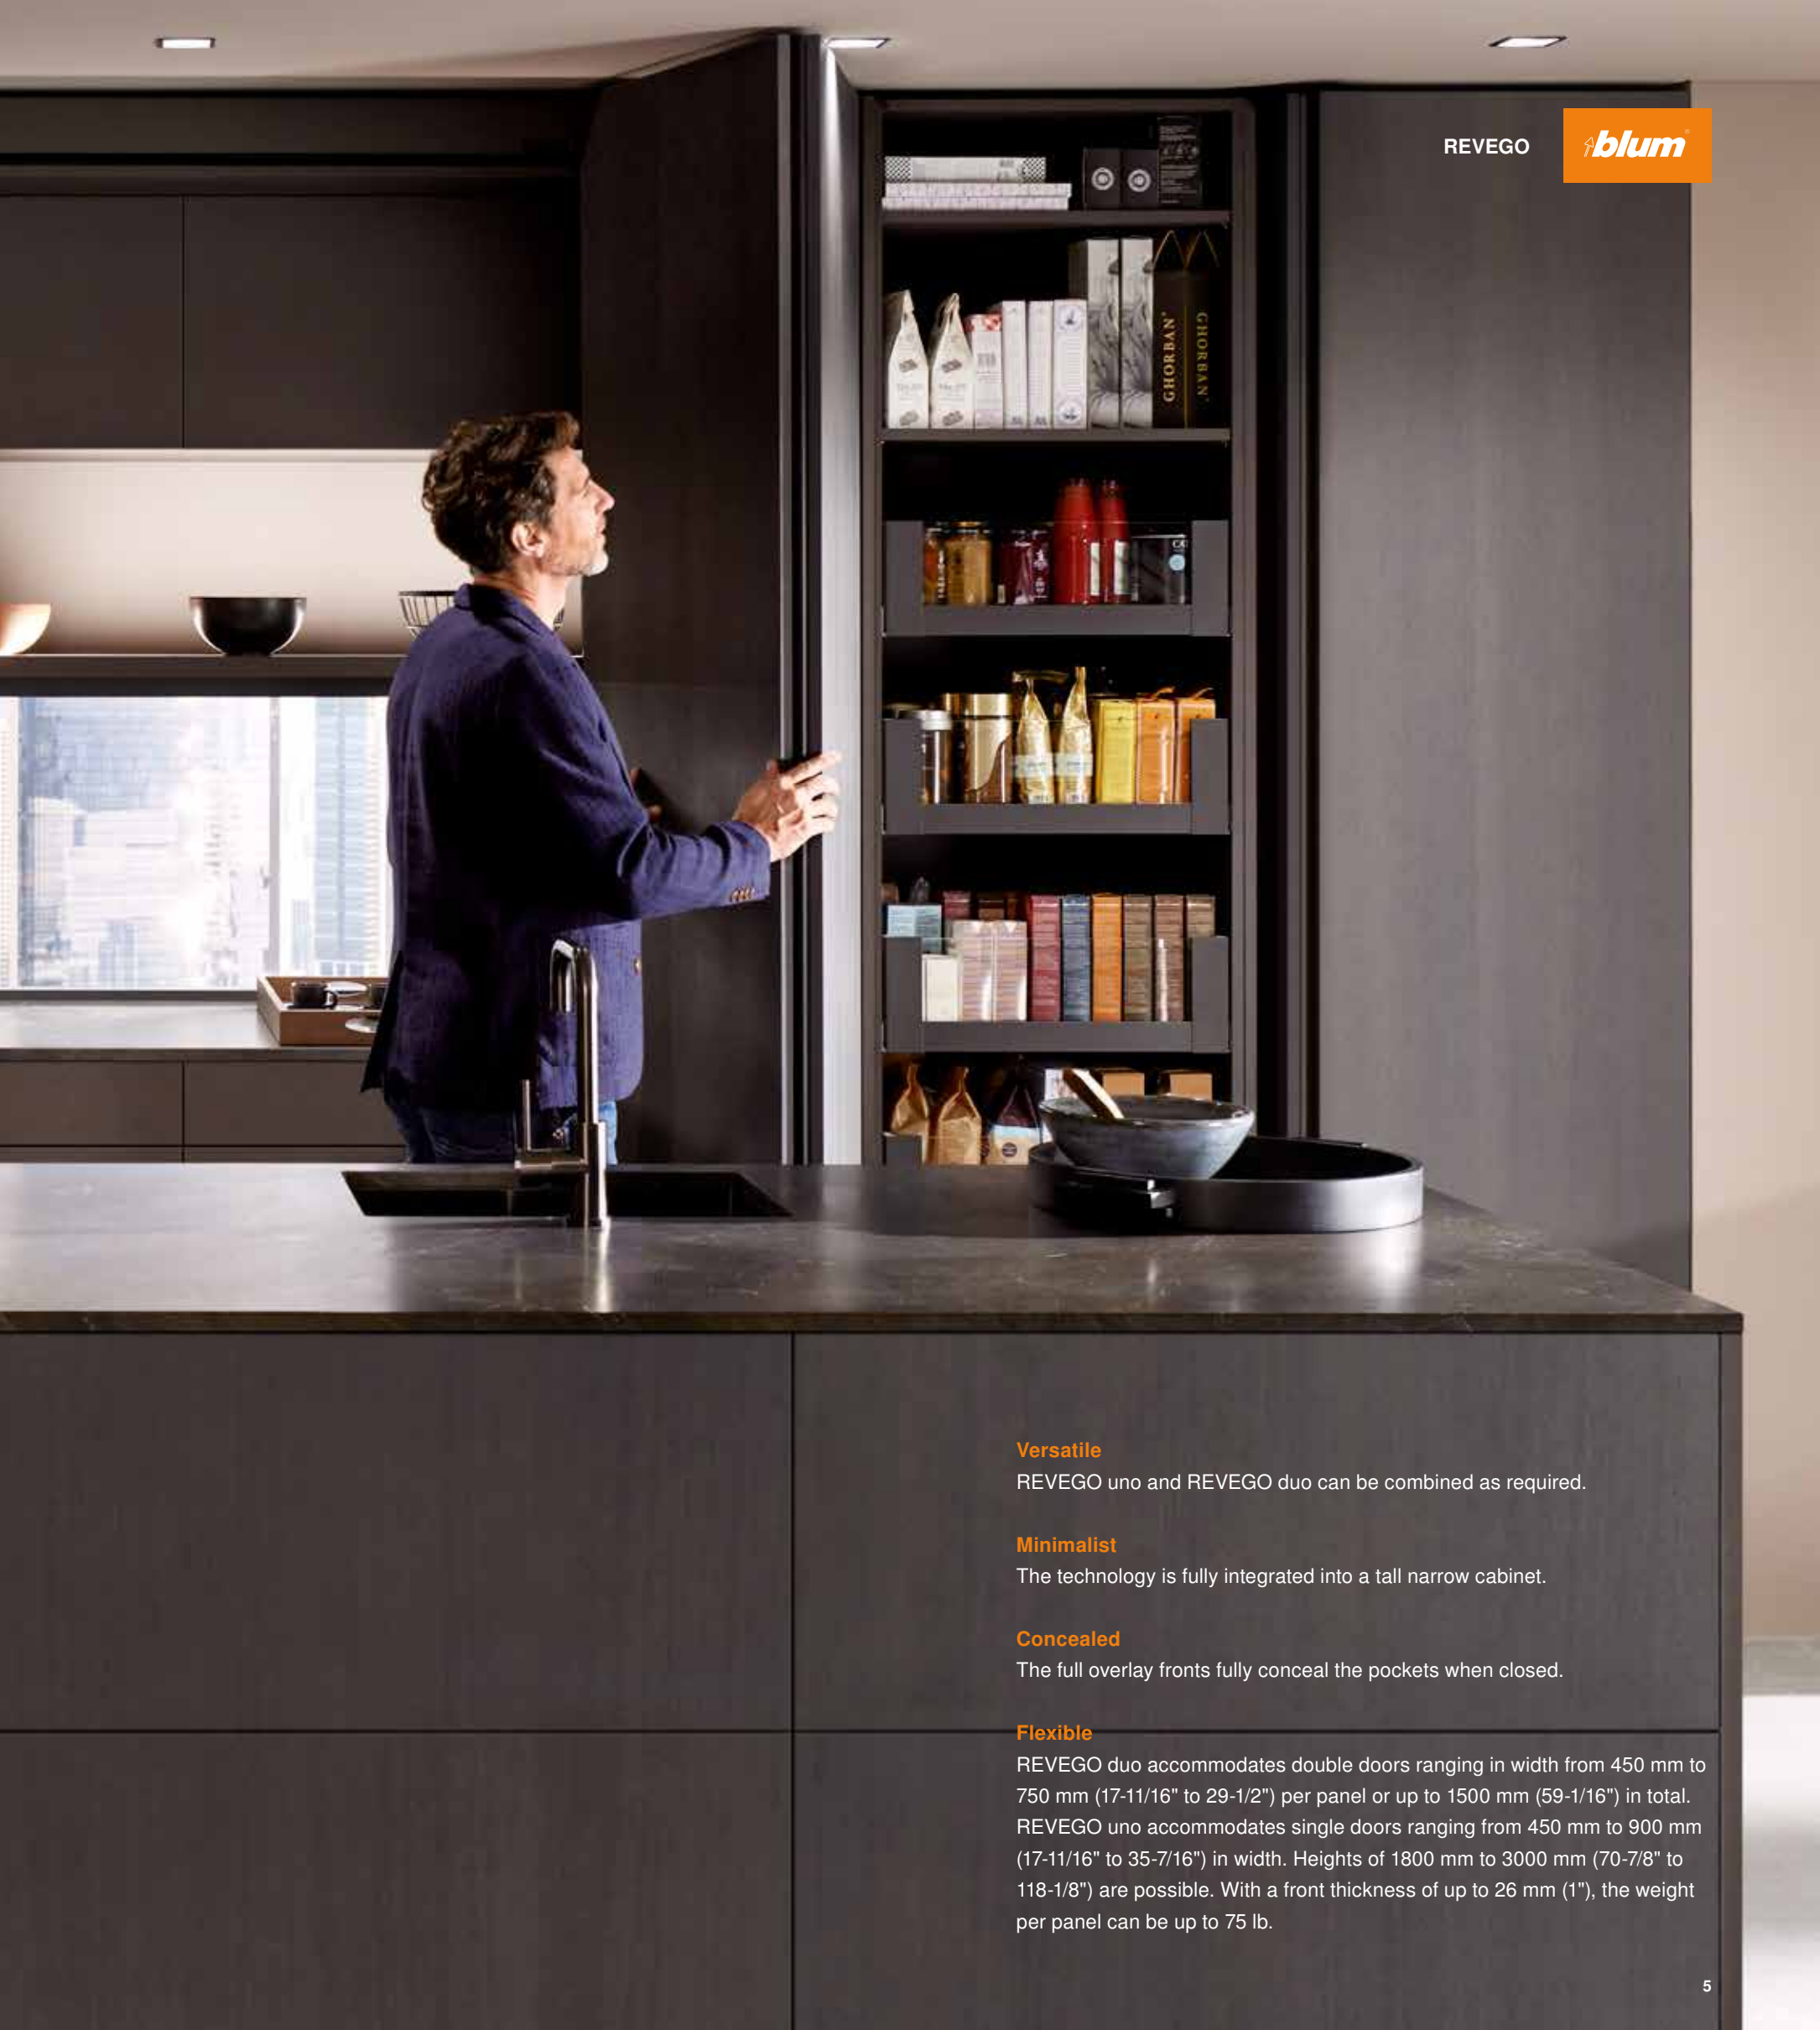 REVEGO
blum
GHORBAN
GHORBAN
Versatile
REVEGO uno and REVEGO duo can be combined as required.
Minimalist
The technology is fully integrated into a tall narrow cabinet.
Concealed
The full overlay fronts fully conceal the pockets when closed.
Flexible
REVEGO duo accommodates double doors ranging in width from 450 mm to
750 mm (17-11/16" to 29-1/2") per panel or up to 1500 mm (59-1/16") in total.
REVEGO uno accommodates single doors ranging from 450 mm to 900 mm
(17-11/16" to 35-7/16") in width. Heights of 1800 mm to 3000 mm (70-7/8" to
118-1/8") are possible. With a front thickness of up to 26 mm (1"), the weight
per panel can be up to 75 lb.
5